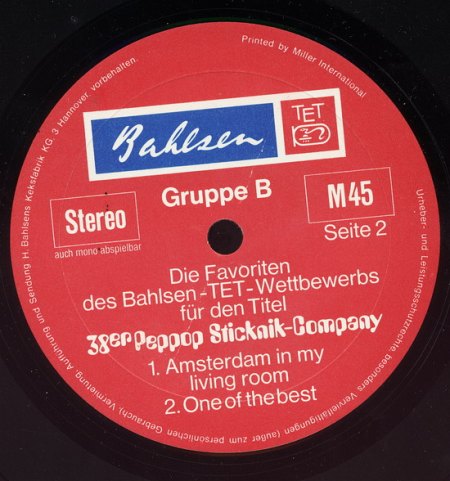 Printed by Miller International
Bahlsen
TET
Gruppe B
Stereo
auch mono abspielbar
M45
Seite 2
Die Favoriten
des Bahlsen-TET-Wettbewerbs
für den Titel
38er Peppop Sticknik-Company
1. Amsterdam in my
living room
2. One of the best
Urheber- und Leistungsschutzrechte, besonders Vervielfältigungen (außer zum persönlichen Gebrauch), Vermietung, Aufführung und Sendung H. Bahlsens Keksfabrik KG, 3 Hannover, vorbehalten.